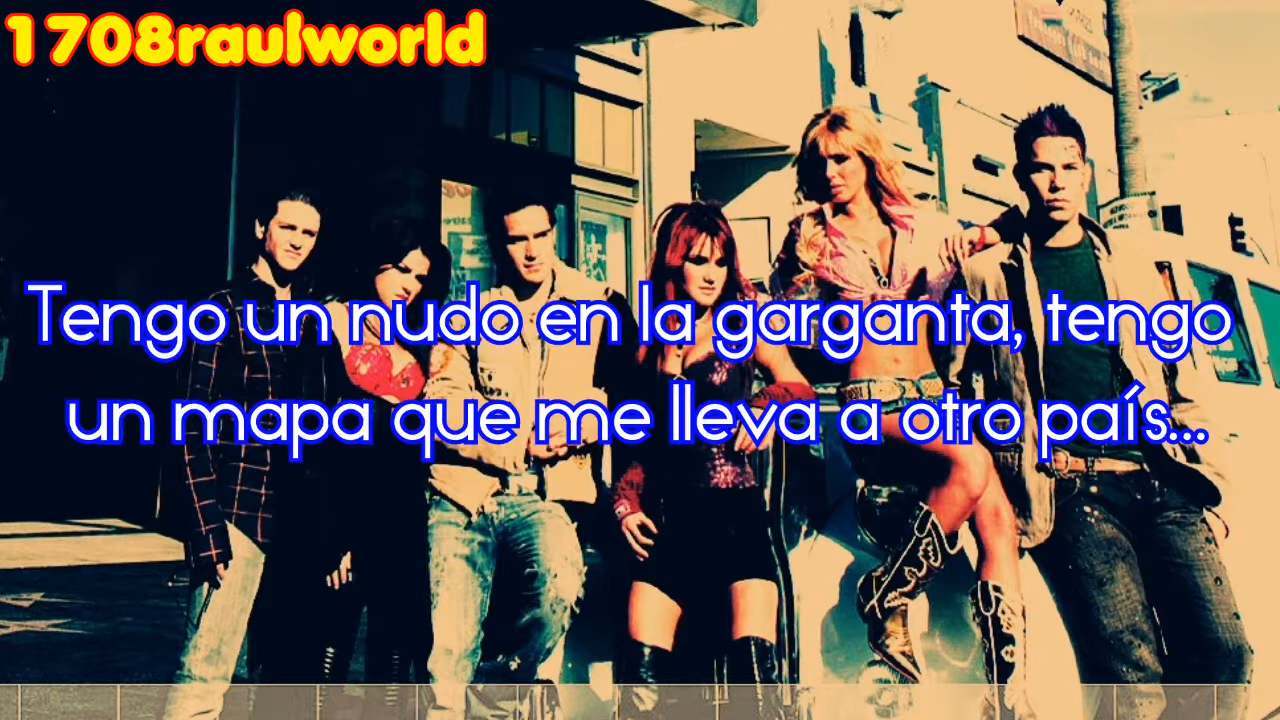 1708raulworld
Tengo un nudo en la garganta, tengo
un mapa que me lleva a otro país...